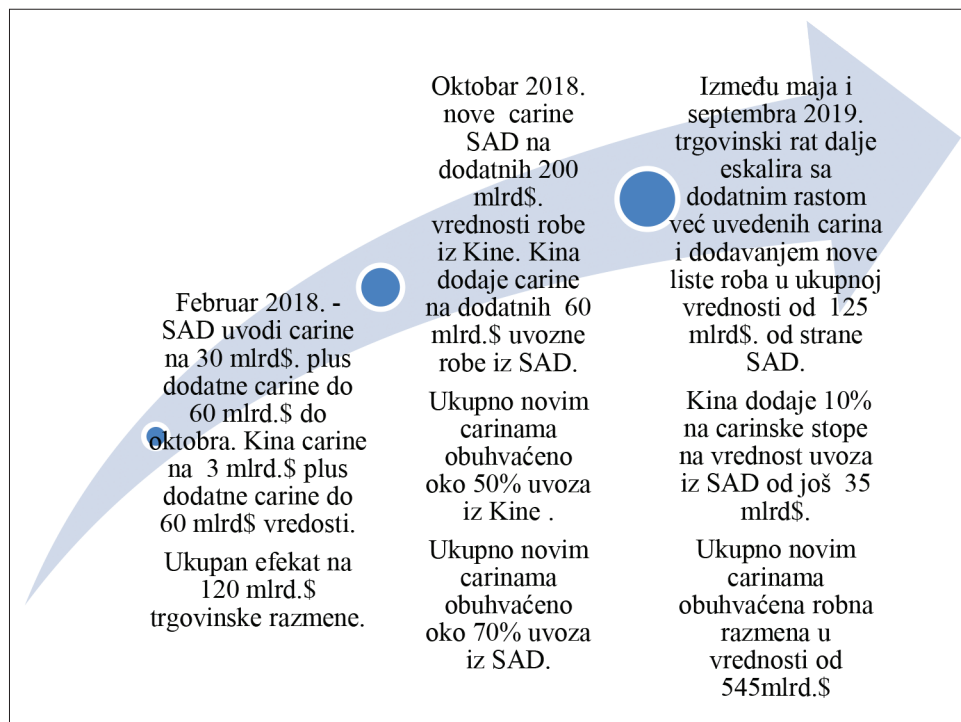 Februar 2018. -
SAD uvodi carine
na 30 mlrd$. plus
dodatne carine do
60 mlrd.$ do
oktobra. Kina carine
na 3 mlrd.$ plus
dodatne carine do
60 mlrd$ vredosti.
Ukupan efekat na
120 mlrd.$
trgovinske razmene.
Oktobar 2018.
nove carine
SAD na
dodatnih 200
mlrd$.
vrednosti robe
iz Kine. Kina
dodaje carine
na dodatnih 60
mlrd.$ uvozne
robe iz SAD.
Ukupno novim
carinama
obuhvaćeno
oko 50% uvoza
iz Kine .
Ukupno novim
carinama
obuhvaćeno
oko 70% uvoza
iz SAD.
Između maja i
septembra 2019.
trgovinski rat dalje
eskalira sa
dodatnim rastom
već uvedenih carina
i dodavanjem nove
liste roba u ukupnoj
vrednosti od 125
mlrd$. od strane
SAD.
Kina dodaje 10%
na carinske stope
na vrednost uvoza
iz SAD od još 35
mlrd$.
Ukupno novim
carinama
obuhvaćena robna
razmena u
vrednosti od
545mlrd.$